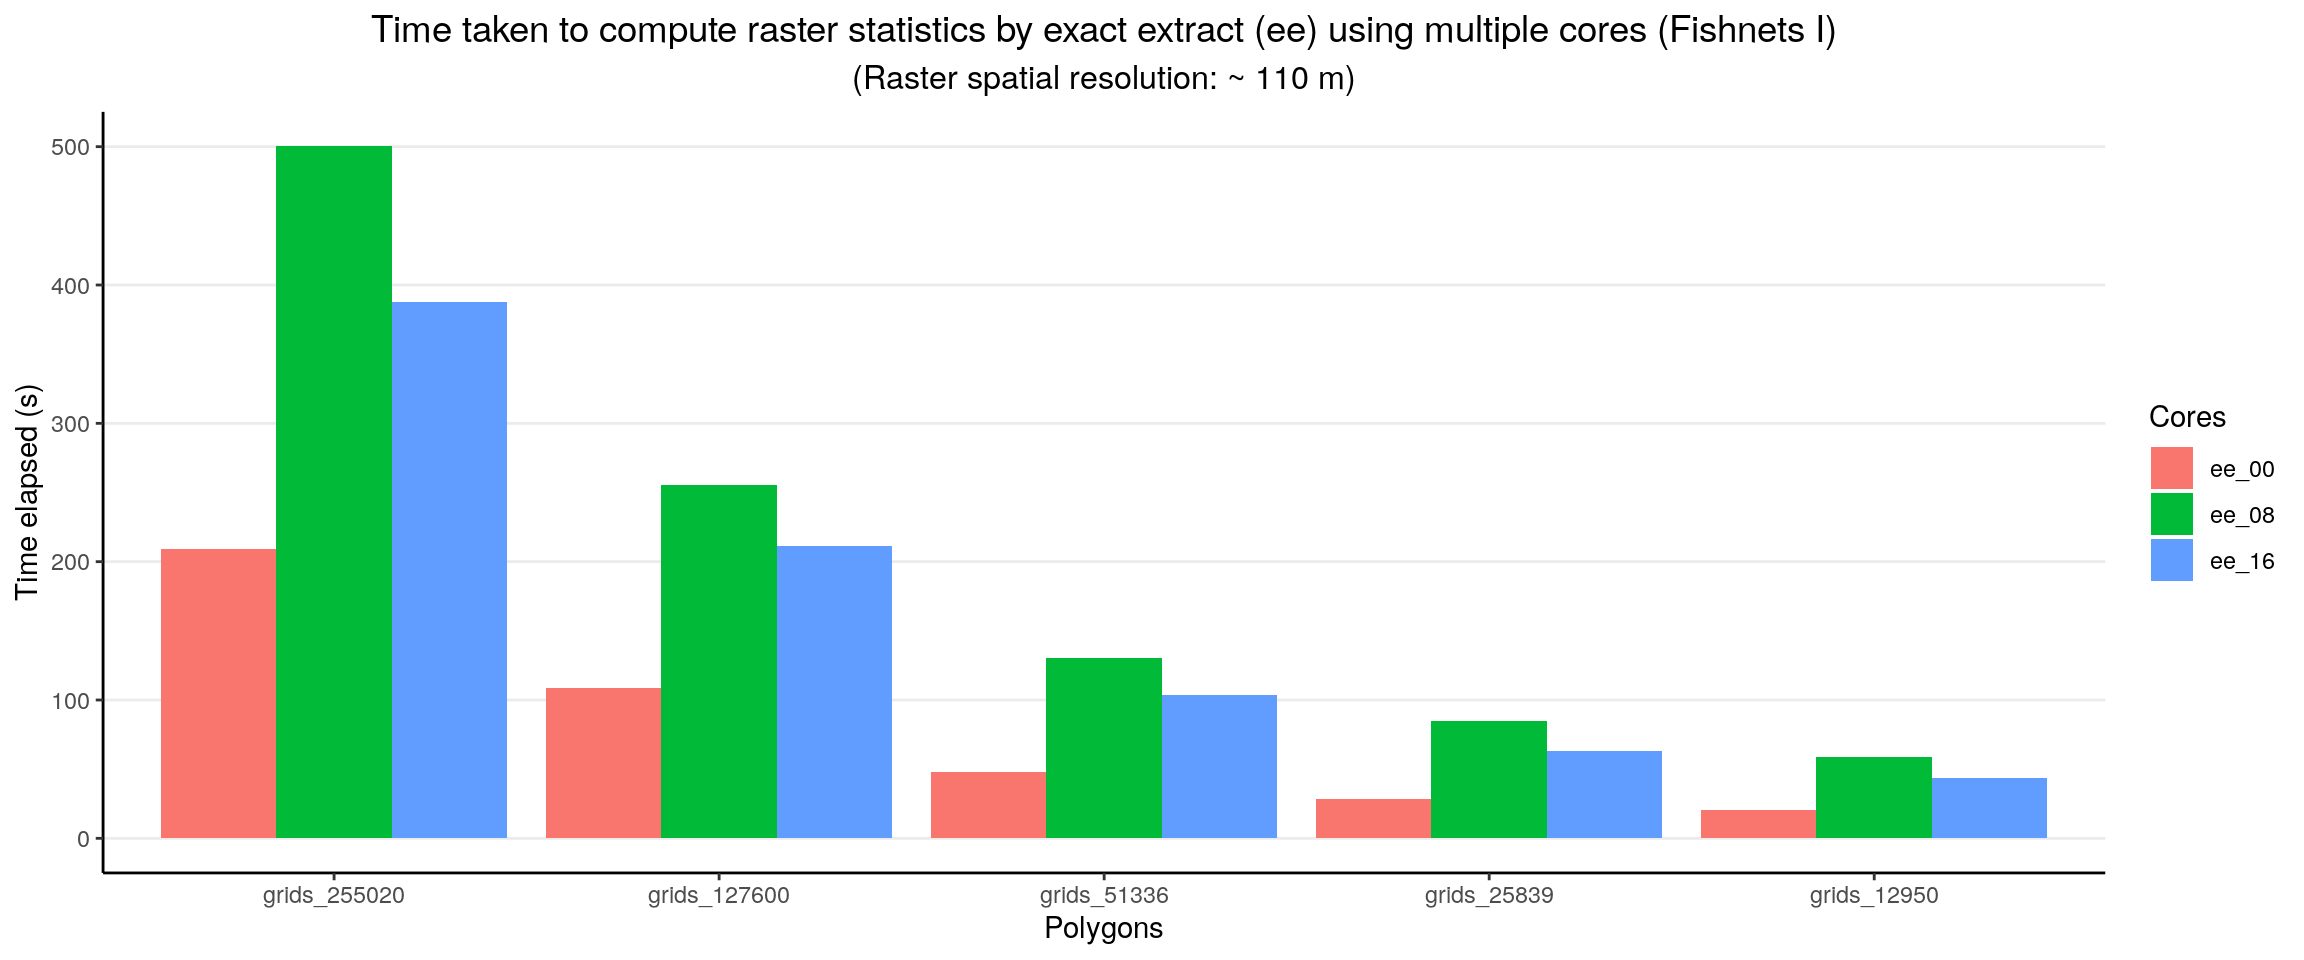 Time taken to compute raster statistics by exact extract (ee) using multiple cores (Fishnets I)
(Raster spatial resolution: ~ 110 m)
Time elapsed (s)
500
400
300
200
100
0
grids_255020 grids_127600 grids_51336 grids_25839 grids_12950
Polygons
Cores
ee_00
ee_08
ee_16